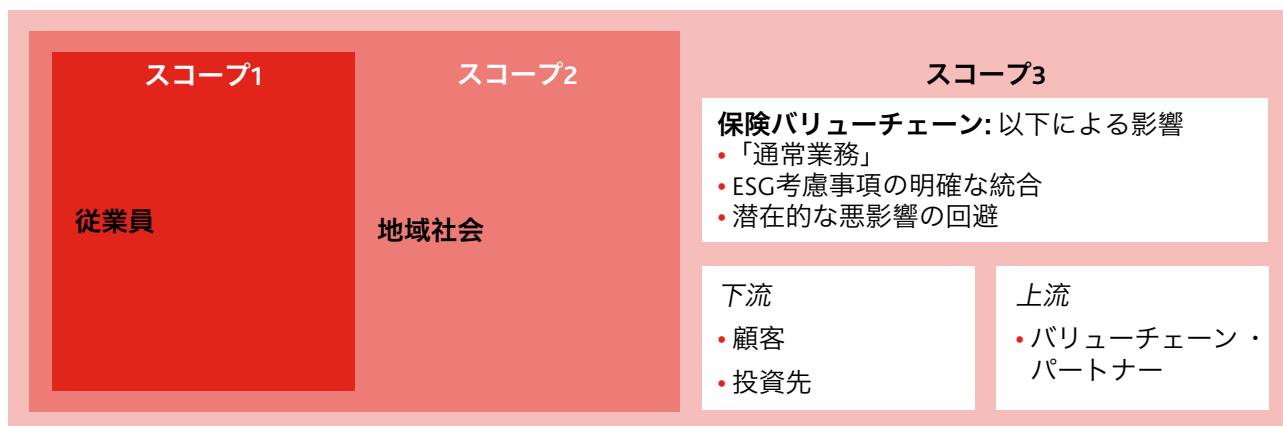 スコープ1
従業員
スコープ2
地域社会
スコープ3
保険バリューチェーン: 以下による影響
•「通常業務」
• ESG考慮事項の明確な統合
• 潜在的な悪影響の回避
下流
• 顧客
• 投資先
上流
• バリューチェーン・
パートナー